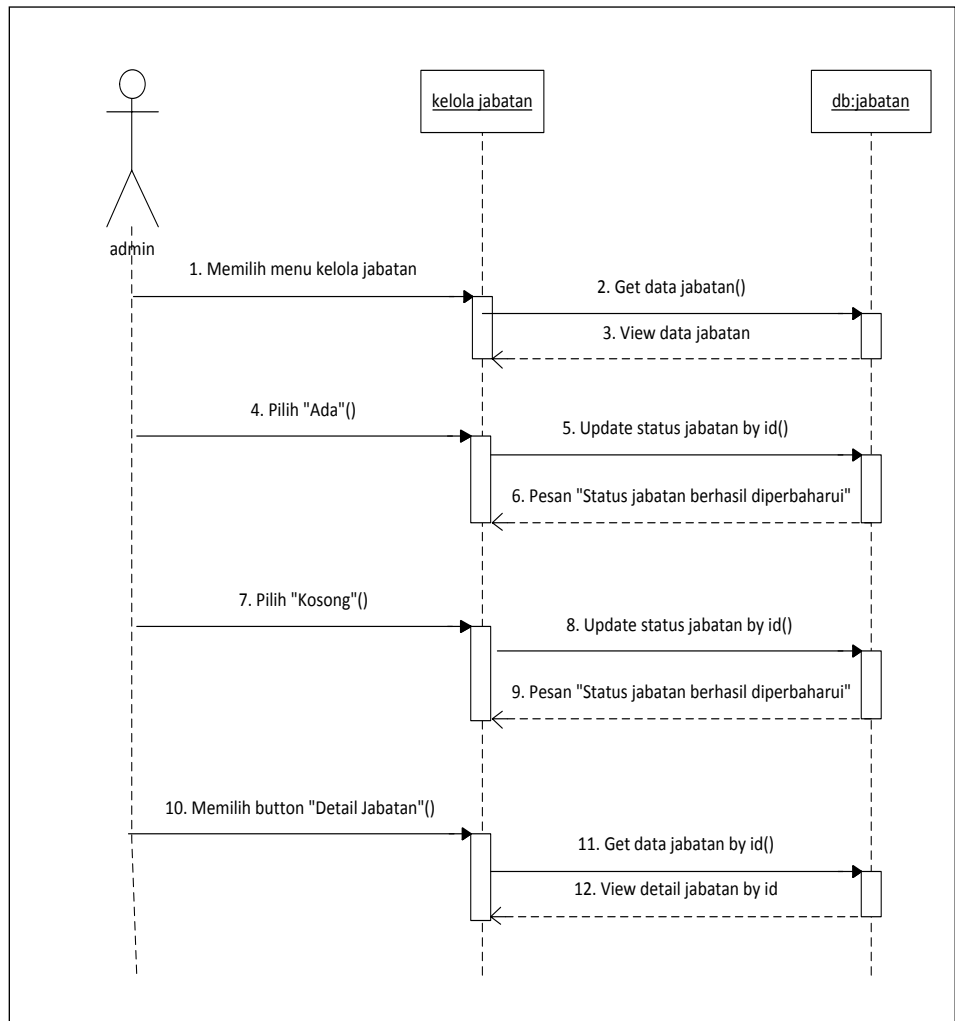 kelola jabatan
db:jabatan
admin
1. Memilih menu kelola jabatan
2. Get data jabatan()
3. View data jabatan
4. Pilih "Ada"()
5. Update status jabatan by id()
6. Pesan "Status jabatan berhasil diperbaharui"
7. Pilih "Kosong"()
8. Update status jabatan by id()
9. Pesan "Status jabatan berhasil diperbaharui"
10. Memilih button "Detail Jabatan"()
11. Get data jabatan by id()
12. View detail jabatan by id